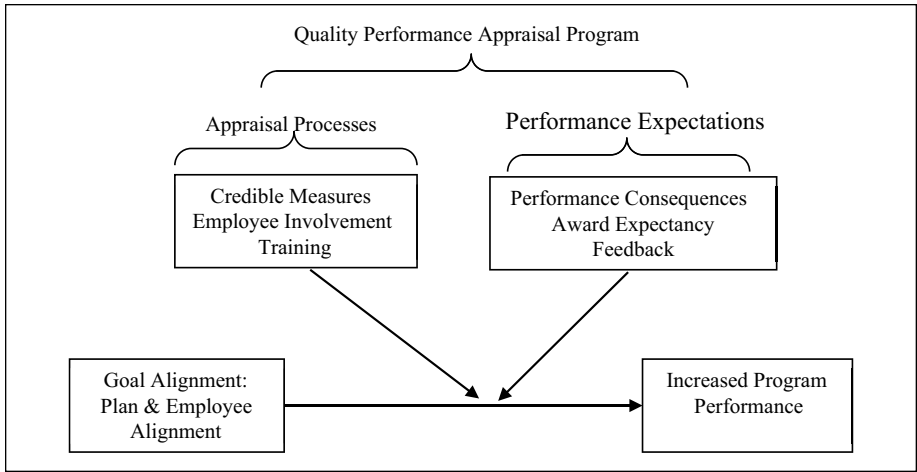 Quality Performance Appraisal Program
Appraisal Processes
Performance Expectations
Credible Measures
Employee Involvement
Training
Performance Consequences
Award Expectancy
Feedback
Goal Alignment:
Plan & Employee
Alignment
Increased Program
Performance